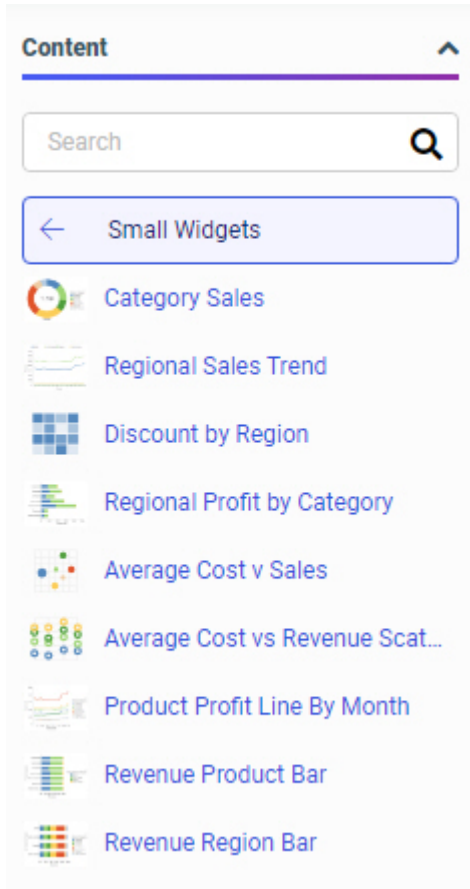 Content
Search
Small Widgets
Category Sales
Regional Sales Trend
Discount by Region
Regional Profit by Category
Average Cost v Sales
Average Cost vs Revenue Scat...
Product Profit Line By Month
Revenue Product Bar
Revenue Region Bar